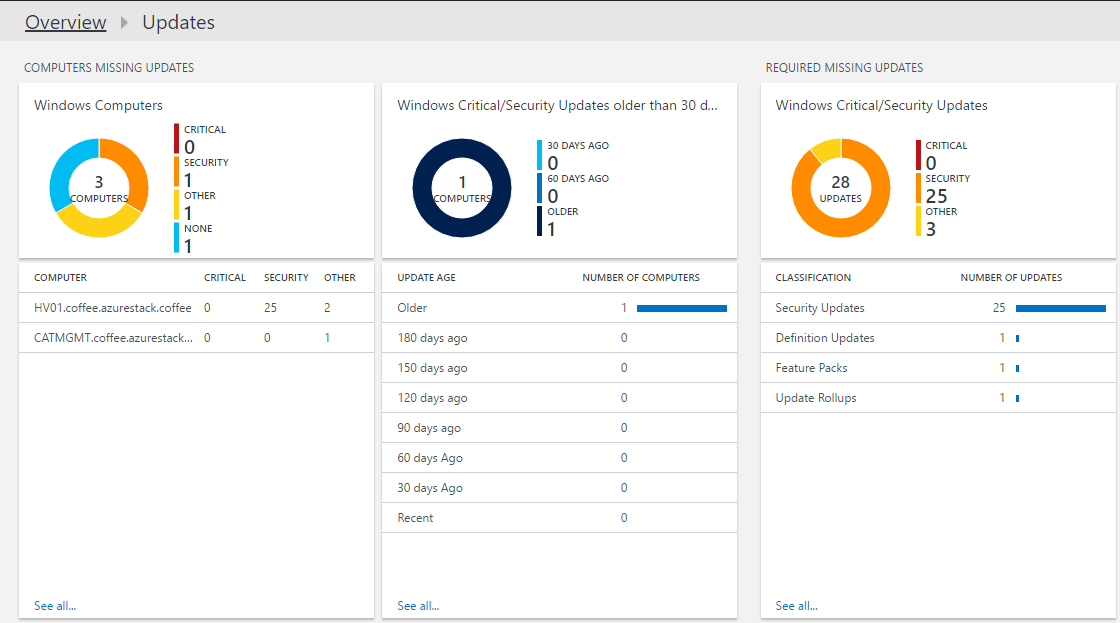 Overview Updates
COMPUTERS MISSING UPDATES
Windows Computers
3
COMPUTERS
CRITICAL
0
SECURITY
1
OTHER
1
NONE
1
COMPUTER CRITICAL SECURITY OTHER
HV01.coffee.azurestack.coffee 0 25 2
CATMGMT.coffee.azurestack... 0 0 1
See all...
Windows Critical/Security Updates older than 30 d...
1
COMPUTERS
30 DAYS AGO
0
60 DAYS AGO
0
OLDER
1
UPDATE AGE NUMBER OF COMPUTERS
Older 1
180 days ago 0
150 days ago 0
120 days ago 0
90 days ago 0
60 days Ago 0
30 days Ago 0
Recent 0
See all...
REQUIRED MISSING UPDATES
Windows Critical/Security Updates
28
UPDATES
CRITICAL
0
SECURITY
25
OTHER
3
CLASSIFICATION NUMBER OF UPDATES
Security Updates 25
Definition Updates 1
Feature Packs 1
Update Rollups 1
See all...